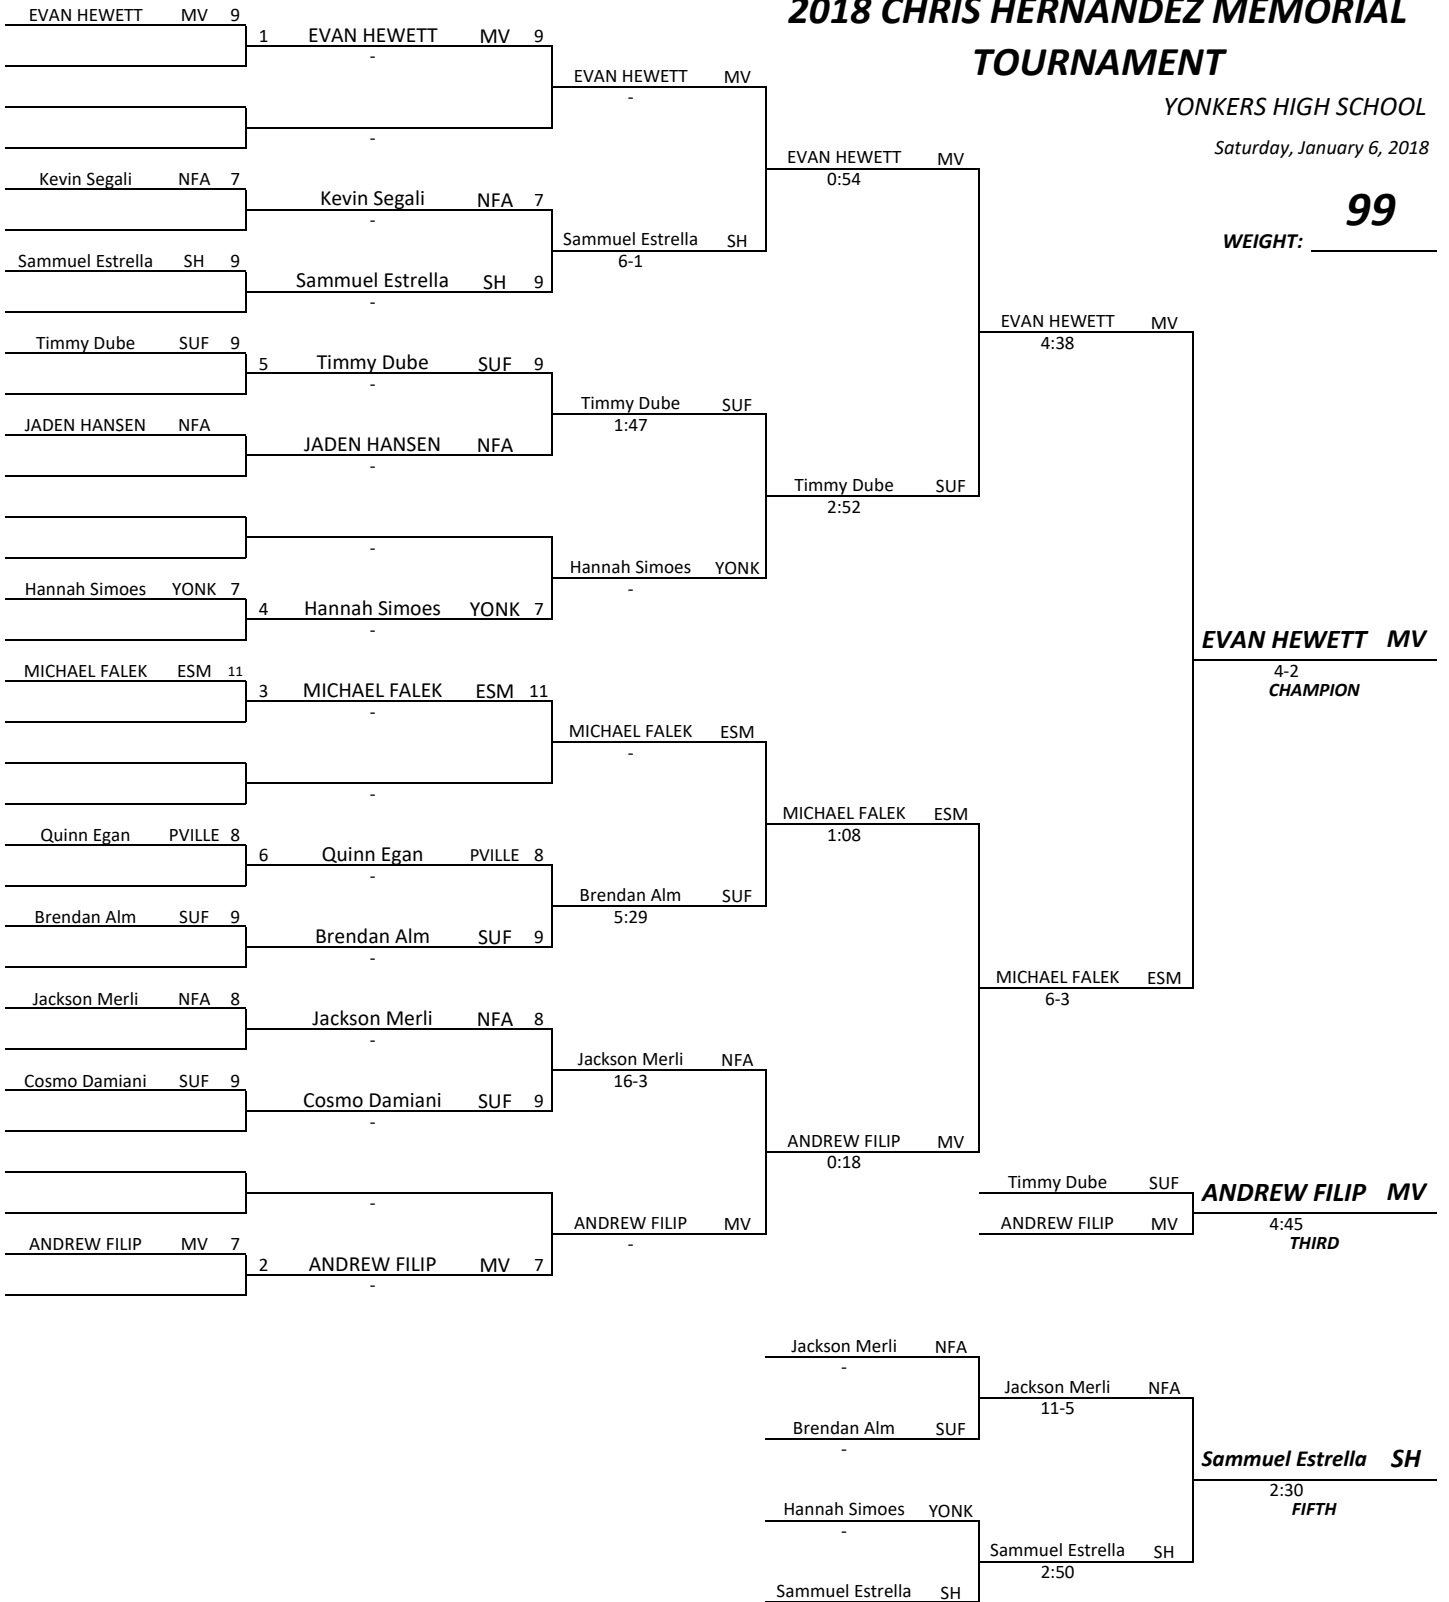 2018 CHRIS HERNANDEZ MEMORIAL
TOURNAMENT
YONKERS HIGH SCHOOL
Saturday, January 6, 2018
99
WEIGHT:
EVAN HEWETT MV 9
Kevin Segali NFA 7
Sammuel Estrella SH 9
Timmy Dube SUF 9
JADEN HANSEN NFA
Hannah Simoes YONK 7
MICHAEL FALEK ESM 11
Quinn Egan PVILLE 8
Brendan Alm SUF 9
Jackson Merli NFA 8
Cosmo Damiani SUF 9
ANDREW FILIP MV 7
1 EVAN HEWETT MV 9
-
-
Kevin Segali NFA 7
-
Sammuel Estrella SH 9
-
5 Timmy Dube SUF 9
-
JADEN HANSEN NFA
-
-
4 Hannah Simoes YONK 7
-
3 MICHAEL FALEK ESM 11
-
-
6 Quinn Egan PVILLE 8
-
Brendan Alm SUF 9
-
Jackson Merli NFA 8
-
Cosmo Damiani SUF 9
-
-
2 ANDREW FILIP MV 7
-
EVAN HEWETT MV
-
Sammuel Estrella SH
6-1
Timmy Dube SUF
1:47
Hannah Simoes YONK
-
MICHAEL FALEK ESM
-
Brendan Alm SUF
5:29
Jackson Merli NFA
16-3
ANDREW FILIP MV
-
EVAN HEWETT MV
0:54
Timmy Dube SUF
2:52
MICHAEL FALEK ESM
1:08
ANDREW FILIP MV
0:18
EVAN HEWETT MV
4:38
MICHAEL FALEK ESM
6-3
EVAN HEWETT MV
4-2
CHAMPION
Timmy Dube SUF
ANDREW FILIP MV
ANDREW FILIP MV
4:45
THIRD
Jackson Merli NFA
-
Brendan Alm SUF
-
Hannah Simoes YONK
-
Sammuel Estrella SH
Jackson Merli NFA
11-5
Sammuel Estrella SH
2:50
Sammuel Estrella SH
2:30
FIFTH